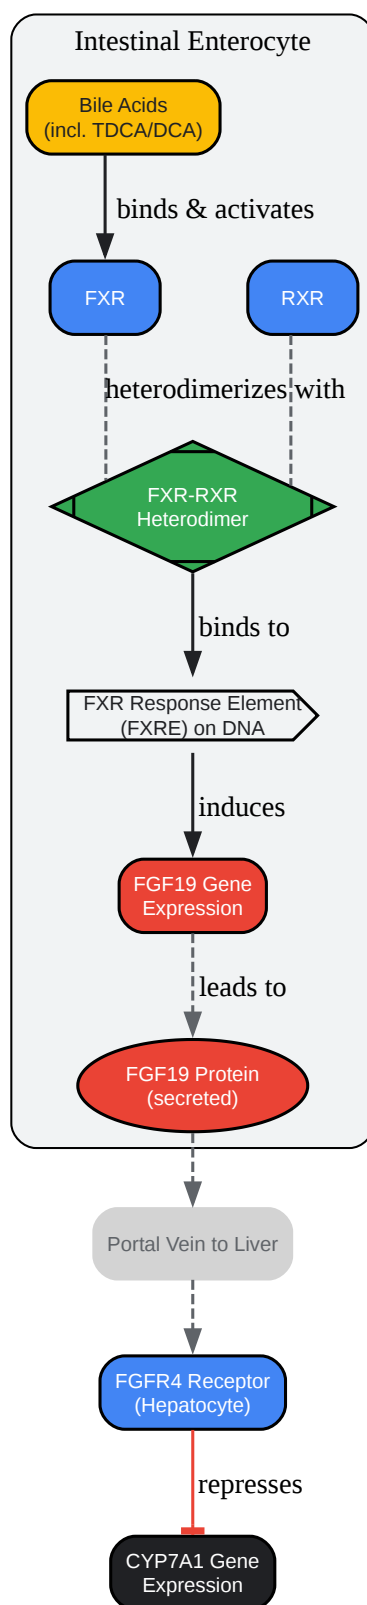 Intestinal Enterocyte
Bile Acids
(incl. TDCA/DCA)
binds & activates
FXR
RXR
heterodimerizes with
FXR-RXR
Heterodimer
binds to
FXR Response Element
(FXRE) on DNA
induces
FGF19 Gene
Expression
leads to
FGF19 Protein
(secreted)
Portal Vein to Liver
FGFR4 Receptor
(Hepatocyte)
represses
CYP7A1 Gene
Expression